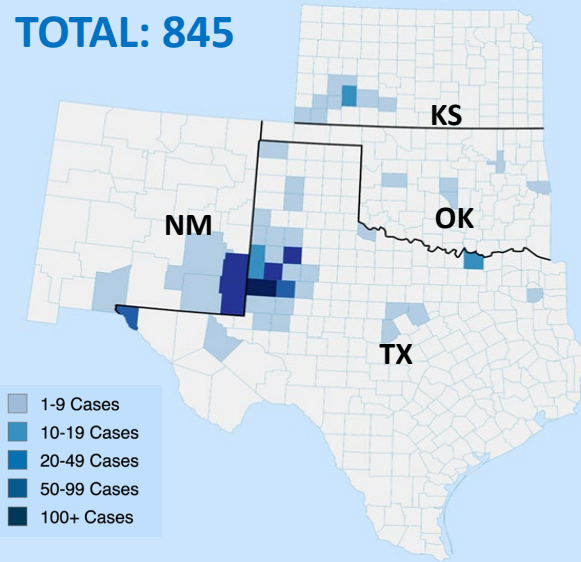 TOTAL: 845
KS
NM
OK
TX
1-9 Cases
10-19 Cases
20-49 Cases
50-99 Cases
100+ Cases